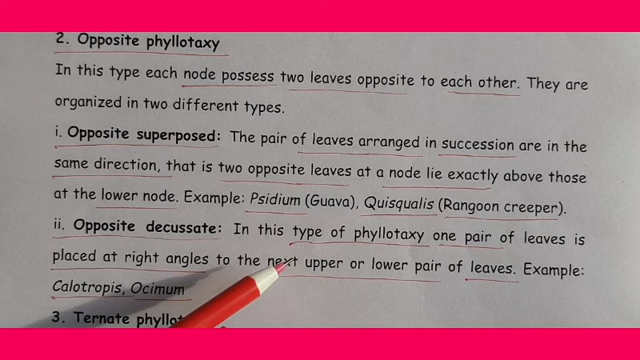 2. Opposite phyllotaxy
In this type each node possess two leaves opposite to each other. They are
organized in two different types.
i. Opposite superposed: The pair of leaves arranged in succession are in the
same direction, that is two opposite leaves at a node lie exactly above those
at the lower node. Example: Psidium (Guava), Quisqualis (Rangoon creeper).
ii. Opposite decussate: In this type of phyllotaxy one pair of leaves is
placed at right angles to the next upper or lower pair of leaves. Example:
Calotropis, Ocimum
3. Ternate